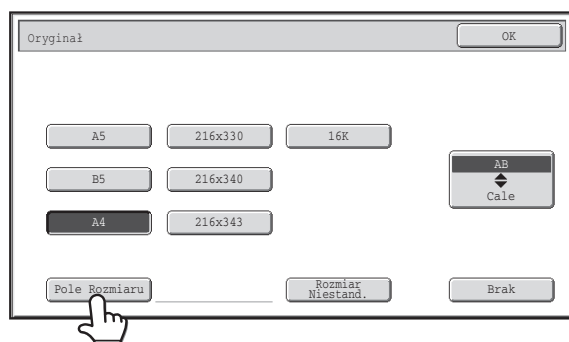 Oryginał
OK
A5
216x330
16K
B5
216x340
A4
216x343
AB
Cale
Pole Rozmiaru
Rozmiar
Niestand.
Brak